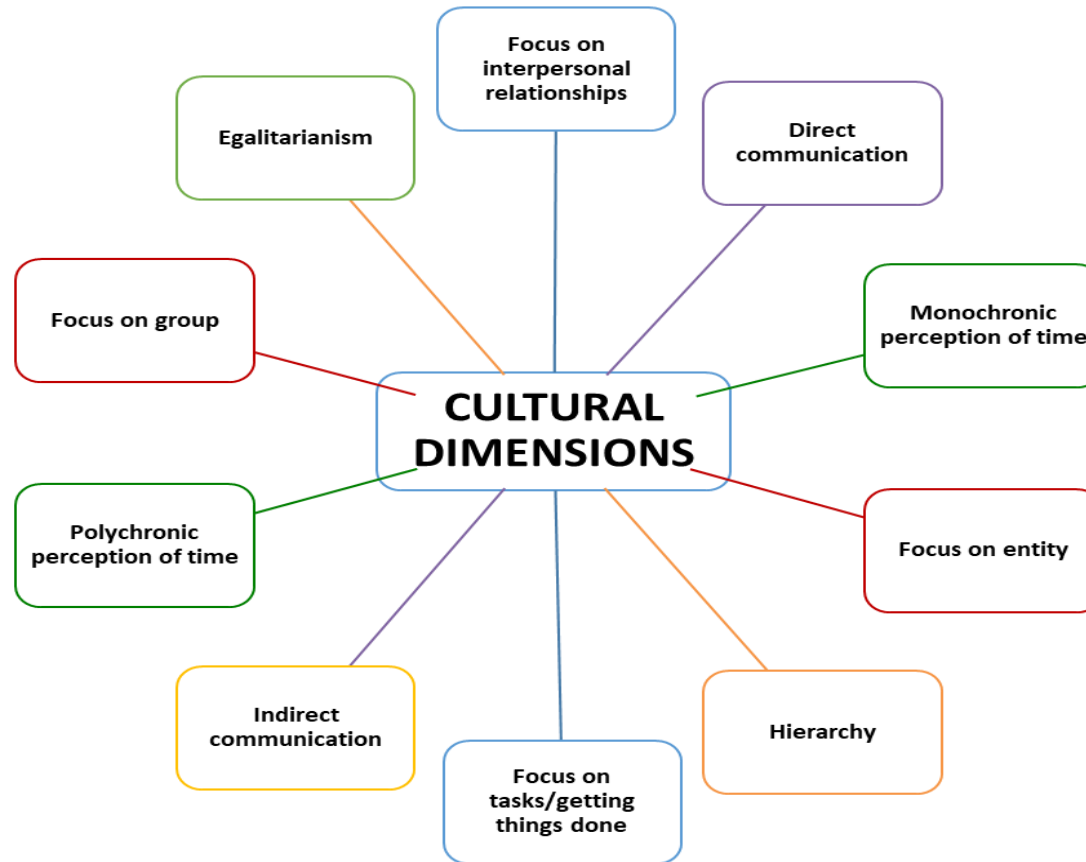 Focus on
interpersonal
relationships
Egalitarianism
Direct
communication
Focus on group
Monochronic
perception of time
CULTURAL
DIMENSIONS
Polychronic
perception of time
Focus on entity
Indirect
communication
Hierarchy
Focus on
tasks/getting
things done